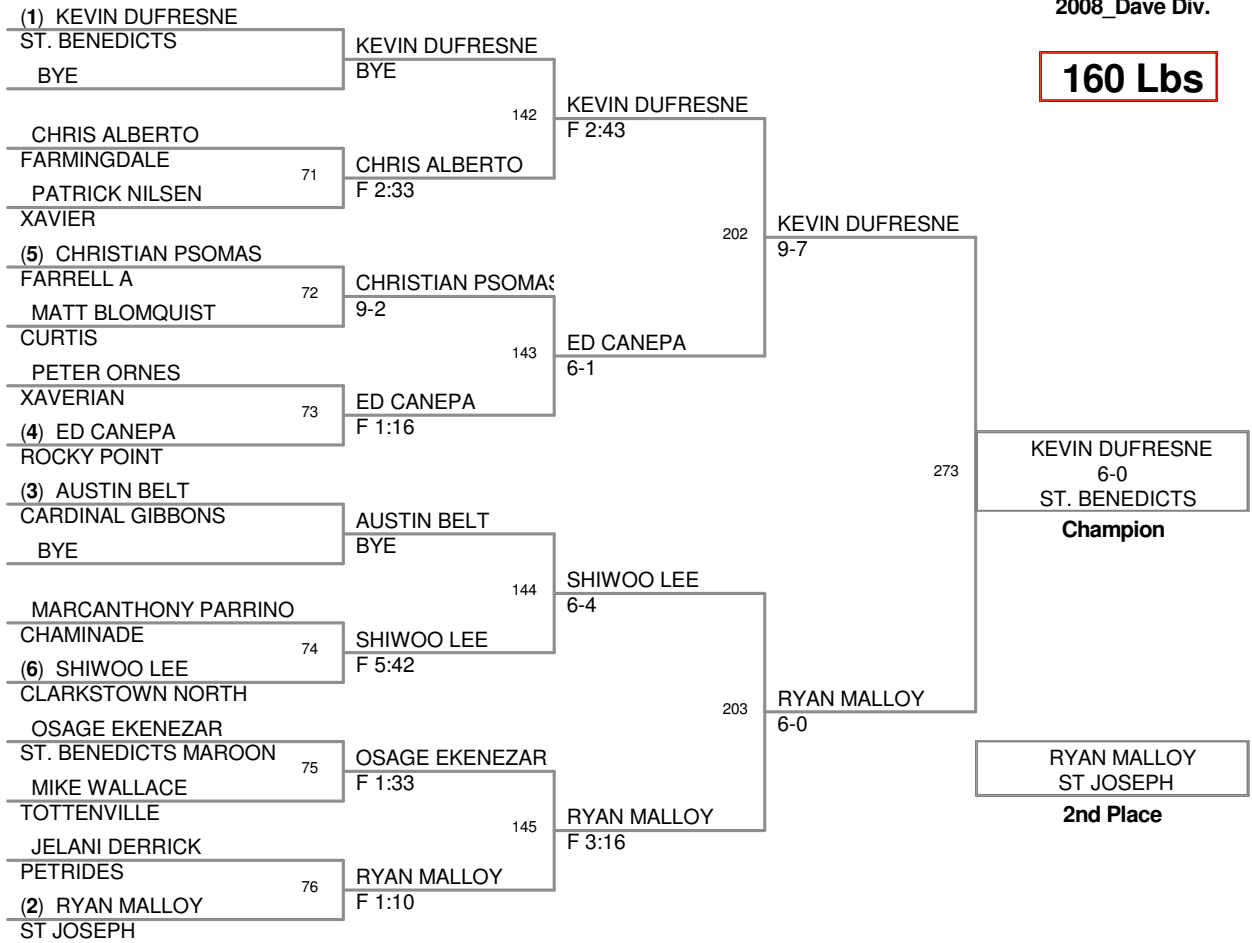 2008_Dave Div.
160 Lbs
(1) KEVIN DUFRESNE
ST. BENEDICTS
BYE
CHRIS ALBERTO
FARMINGDALE
71
PATRICK NILSEN
XAVIER
(5) CHRISTIAN PSOMAS
FARRELL A
72
MATT BLOMQUIST
CURTIS
PETER ORNES
XAVERIAN
73
(4) ED CANEPA
ROCKY POINT
(3) AUSTIN BELT
CARDINAL GIBBONS
BYE
MARCANTHONY PARRINO
CHAMINADE
74
(6) SHIWOO LEE
CLARKSTOWN NORTH
OSAGE EKENEZAR
ST. BENEDICTS MAROON
75
MIKE WALLACE
TOTTENVILLE
JELANI DERRICK
PETRIDES
76
(2) RYAN MALLOY
ST JOSEPH
KEVIN DUFRESNE
BYE
142
CHRIS ALBERTO
F 2:33
CHRISTIAN PSOMAS
9-2
143
ED CANEPA
F 1:16
AUSTIN BELT
BYE
144
SHIWOO LEE
F 5:42
OSAGE EKENEZAR
F 1:33
145
RYAN MALLOY
F 1:10
KEVIN DUFRESNE
F 2:43
202
ED CANEPA
6-1
SHIWOO LEE
6-4
203
RYAN MALLOY
F 3:16
KEVIN DUFRESNE
9-7
273
RYAN MALLOY
6-0
KEVIN DUFRESNE
6-0
ST. BENEDICTS
Champion
RYAN MALLOY
ST JOSEPH
2nd Place